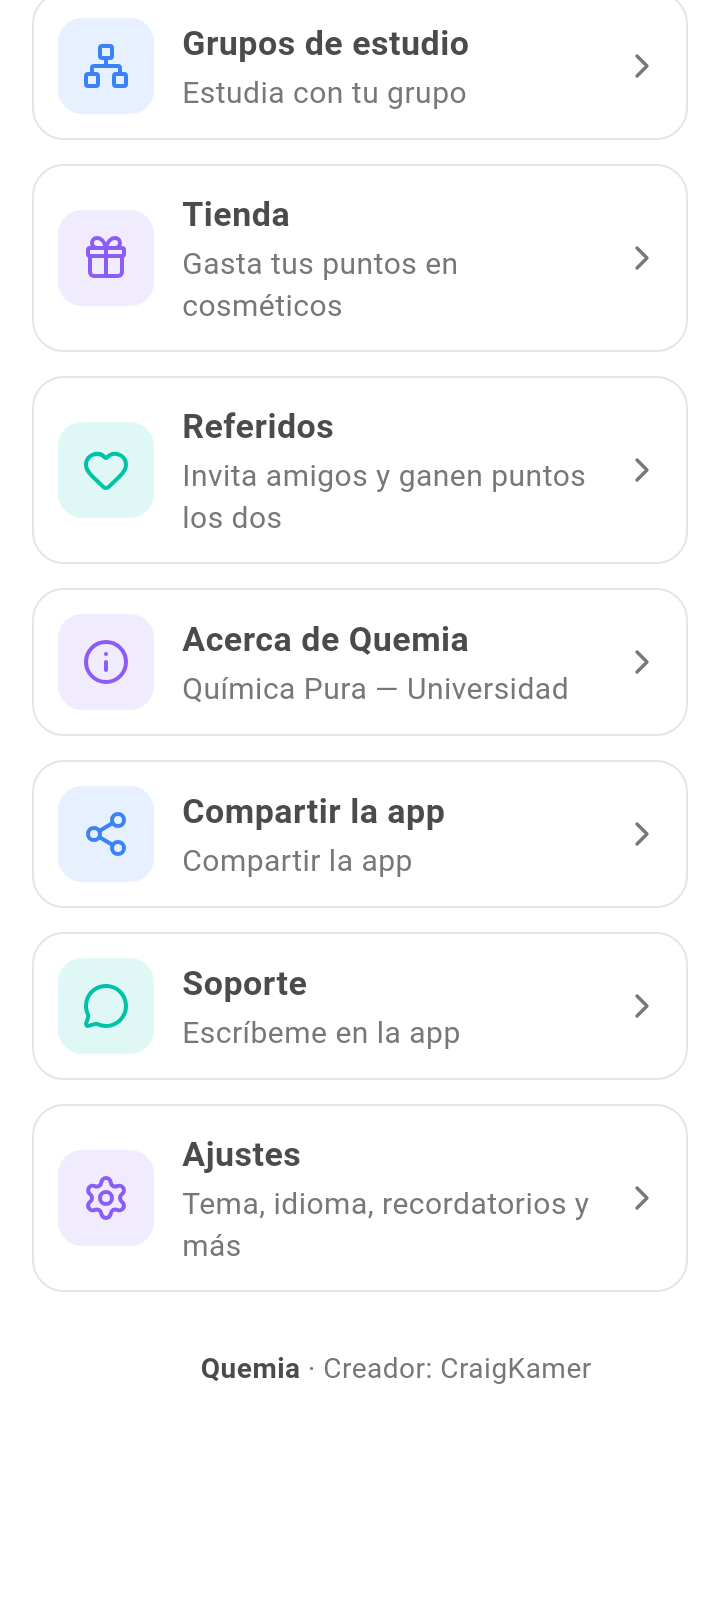 Grupos de estudio
Estudia con tu grupo
Tienda
Gasta tus puntos en
cosméticos
Referidos
Invita amigos y ganen puntos
los dos
Acerca de Quemia
Química Pura — Universidad
Compartir la app
Compartir la app
Soporte
Escríbeme en la app
Ajustes
Tema, idioma, recordatorios y
más
Quemia · Creador: CraigKamer